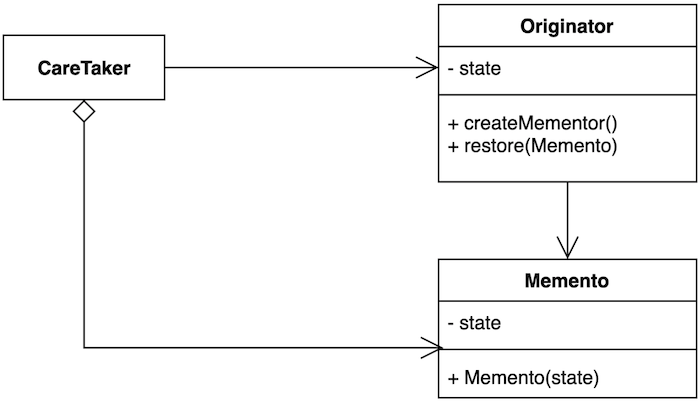 CareTaker
Originator
- state
+ createMementor()
+ restore(Memento)
Memento
- state
+ Memento(state)